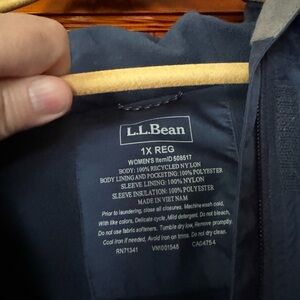 L.L.Bean
1X REG
WOMEN'S ItemID 508517
BODY: 100% RECYCLED NYLON
BODY LINING AND POCKETING: 100% POLYESTER
SLEEVE LINING: 100% NYLON
SLEEVE INSULATION: 100% POLYESTER
MADE IN VIET NAM
Prior to laundering, close all closures. Machine wash cold.
With like colors. Delicate cycle. Mild detergent. Do not bleach.
Do not use fabric softeners. Tumble dry low. Remove promptly.
Cool iron if needed. Avoid iron on trims. Do not dry clean.
RN71341 VN1001548 CA04754